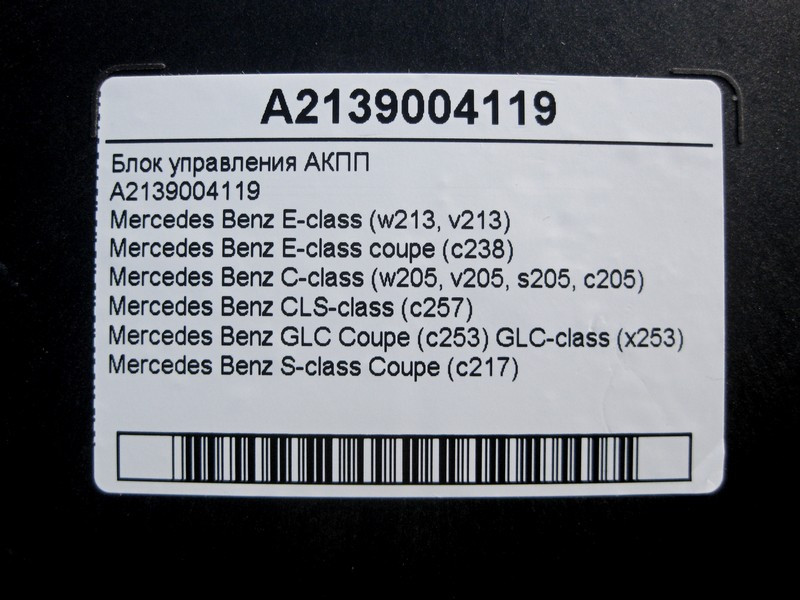 A2139004119
Блок управления АКПП
A2139004119
Mercedes Benz E-class (w213, v213)
Mercedes Benz E-class coupe (c238)
Mercedes Benz C-class (w205, v205, s205, c205)
Mercedes Benz CLS-class (c257)
Mercedes Benz GLC Coupe (c253) GLC-class (x253)
Mercedes Benz S-class Coupe (c217)